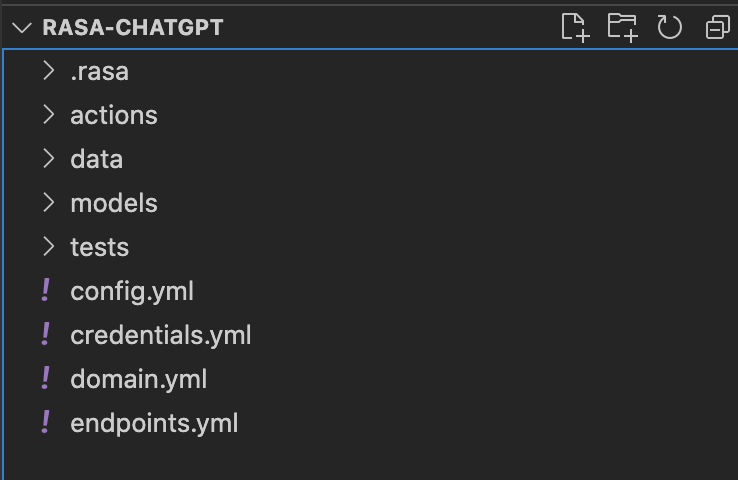 RASA-CHATGPT
.rasa
actions
data
models
tests
! config.yml
! credentials.yml
! domain.yml
! endpoints.yml